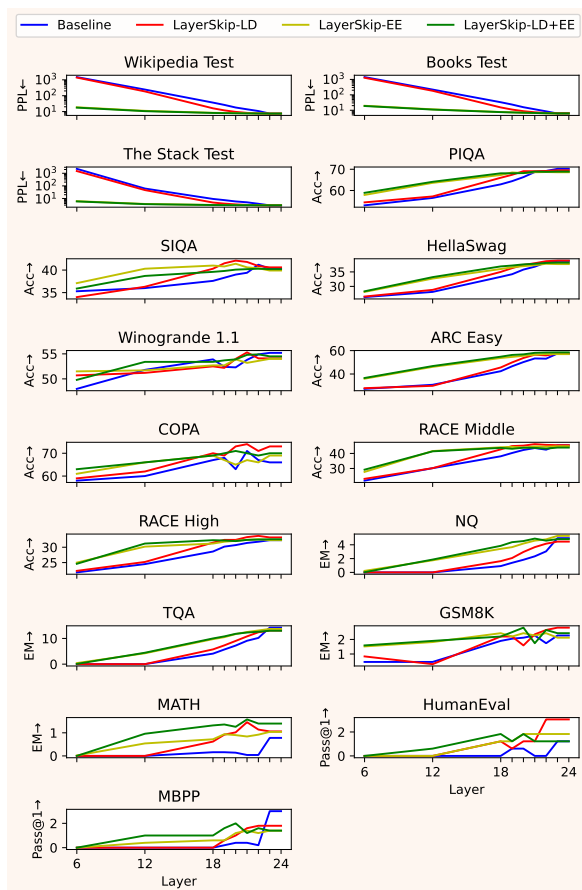 Baseline LayerSkip-LD LayerSkip-EE LayerSkip-LD+EE
Wikipedia Test
PPL←
10³
10²
10¹
Books Test
PPL←
10³
10²
10¹
The Stack Test
PPL←
10³
10²
10¹
PIQA
Acc→
70
60
SIQA
Acc→
40
35
HellaSwag
Acc→
35
30
Winogrande 1.1
Acc→
55
50
ARC Easy
Acc→
60
40
COPA
Acc→
70
60
RACE Middle
Acc→
40
30
RACE High
Acc→
30
25
NQ
EM→
4
2
0
TQA
EM→
10
0
GSM8K
EM→
2
1
MATH
EM→
1
0
HumanEval
Pass@1→
2
0
6 12 18 24
Layer
MBPP
Pass@1→
2
0
6 12 18 24
Layer